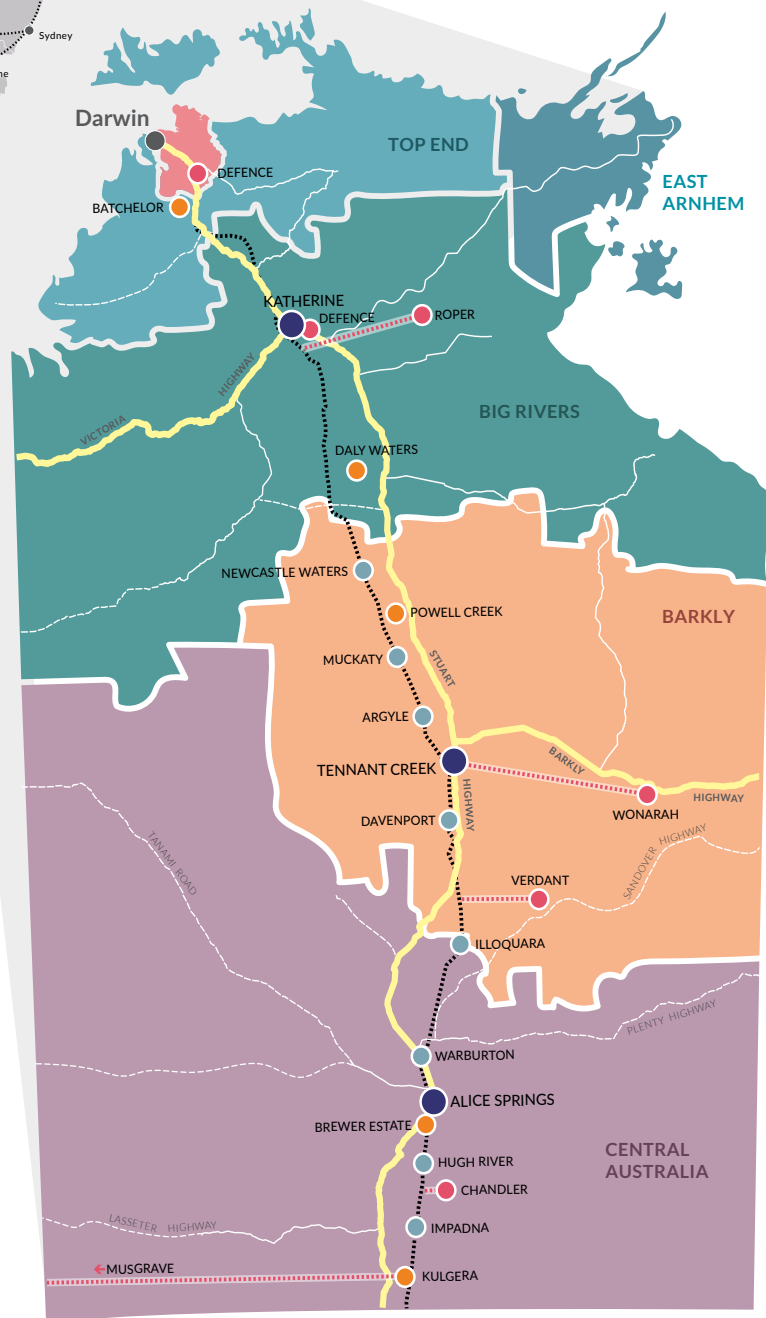 Sydney
ne
Darwin
TOP END
DEFENCE
EAST
ARNHEM
BATCHELOR
KATHERINE
DEFENCE
ROPER
HIGHWAY
VICTORIA
BIG RIVERS
DALY WATERS
NEWCASTLE WATERS
POWELL CREEK
BARKLY
MUCKATY
STUART
ARGYLE
BARKLY
TENNANT CREEK
HIGHWAY
HIGHWAY
WONARAH
DAVENPORT
SANDOVER HIGHWAY
TANAMI ROAD
VERDANT
ILLOQUARA
PLENTY HIGHWAY
WARBURTON
ALICE SPRINGS
BREWER ESTATE
CENTRAL
AUSTRALIA
HUGH RIVER
CHANDLER
LASSETER HIGHWAY
IMPADNA
←MUSGRAVE
KULGERA